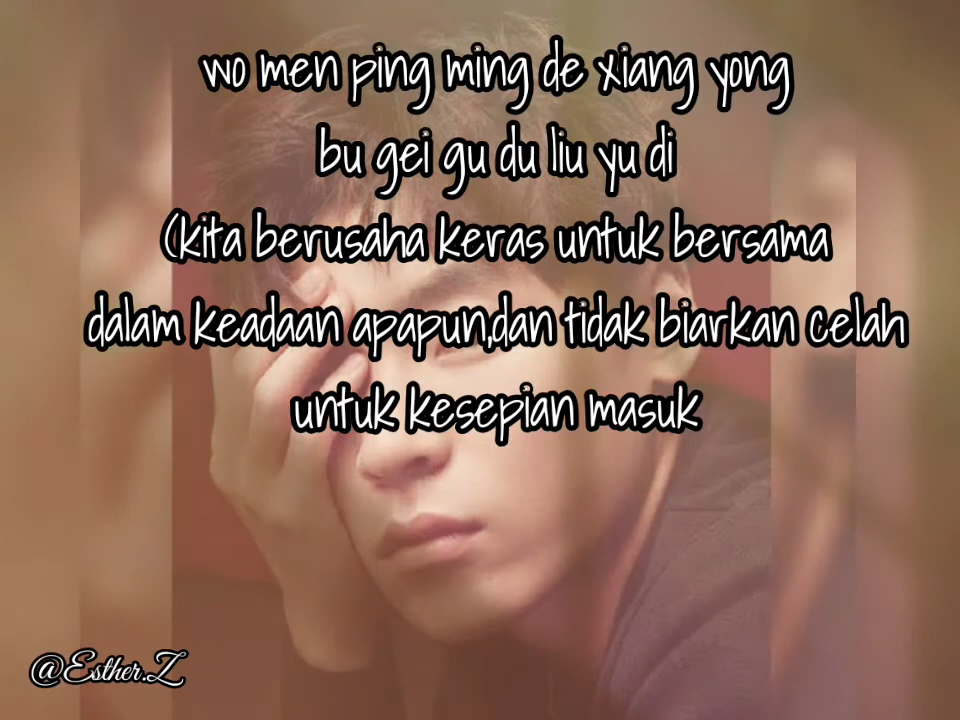 wo men ping ming de xiang yong
bu gei gu du liu yu di
(kita berusaha keras untuk bersama
dalam keadaan apapun,dan tidak biarkan celah
untuk kesepian masuk
@Esther.Z